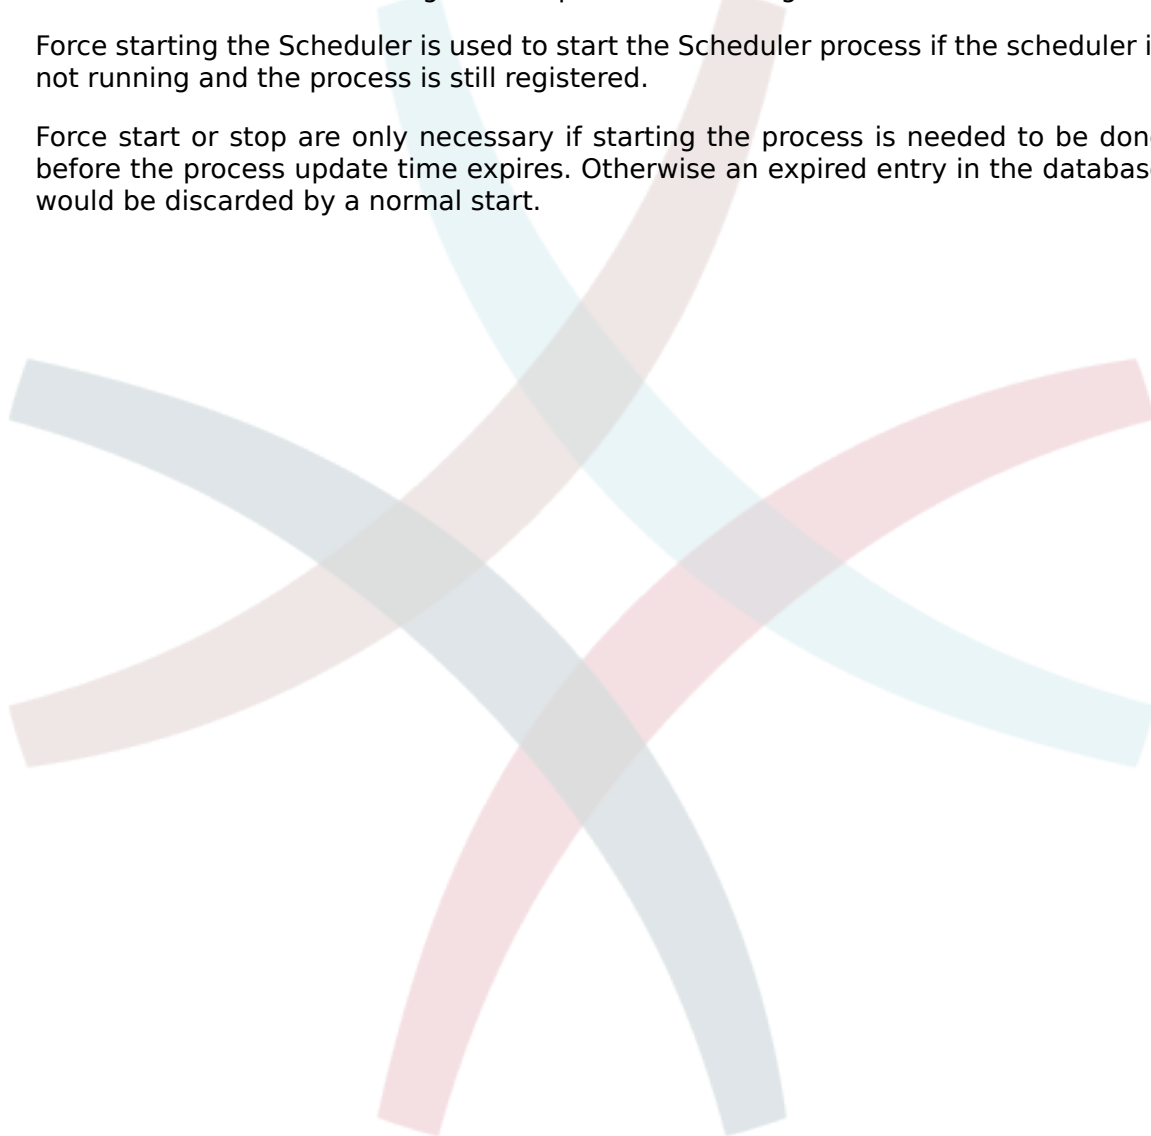 Force starting the Scheduler is used to start the Scheduler process if the scheduler
not running and the process is still registered.
Force start or stop are only necessary if starting the process is needed to be
before the process update time expires. Otherwise an expired entry in the
would be discarded by a normal start.